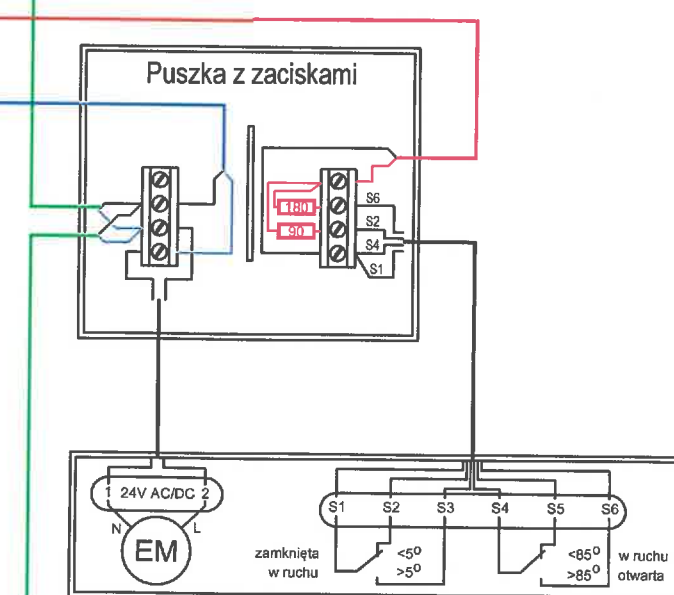 Puszka z zaciskami
S6
180
S2
90
S4
S1
1 24V AC/DC 2
N L
EM
S1 S2 S3 S4 S5 S6
zamknięta <5⁰
w ruchu >5⁰
<85⁰ w ruchu
>85⁰ otwarta